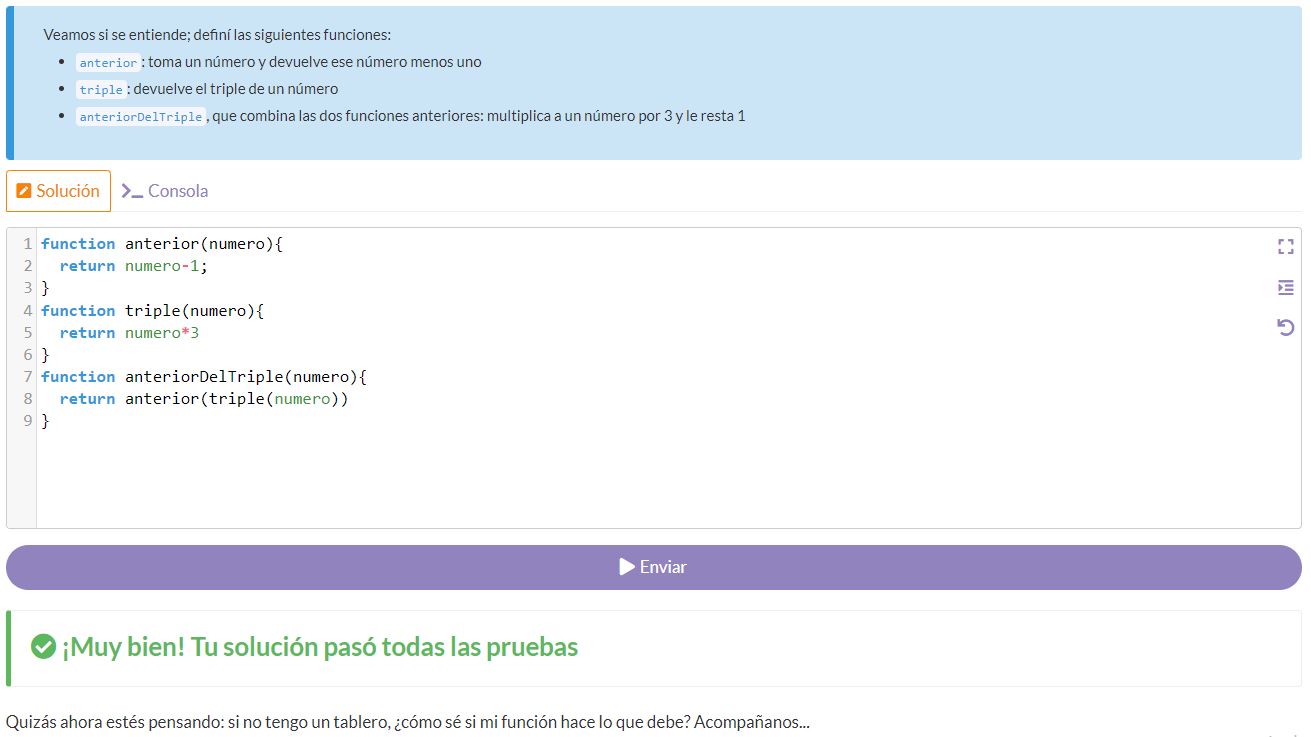 Veamos si se entiende; definí las siguientes funciones:
anterior: toma un número y devuelve ese número menos uno
triple: devuelve el triple de un número
anteriorDelTriple, que combina las dos funciones anteriores: multiplica a un número por 3 y le resta 1
Solución Consola
1 function anterior(numero){
2   return numero-1;
3 }
4 function triple(numero){
5   return numero*3
6 }
7 function anteriorDelTriple(numero){
8   return anterior(triple(numero))
9 }
Enviar
¡Muy bien! Tu solución pasó todas las pruebas
Quizás ahora estés pensando: si no tengo un tablero, ¿cómo sé si mi función hace lo que debe? Acompañanos...